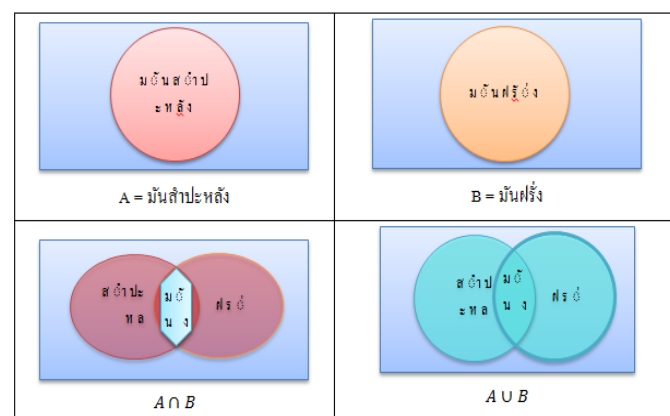 ม ั น ส ำ ป
ะ ห ลั ง
A = มันสำปะหลัง
ม ั น ฝ รั ่ ง
B = มันฝรั่ง
ส ำ ป ะ
ห ล
ม ั
น ง
ฝ ร ่
A ∩ B
ส ำ ป
ะ ห ล
ม ั
น ง
ฝ ร ่
A ∪ B